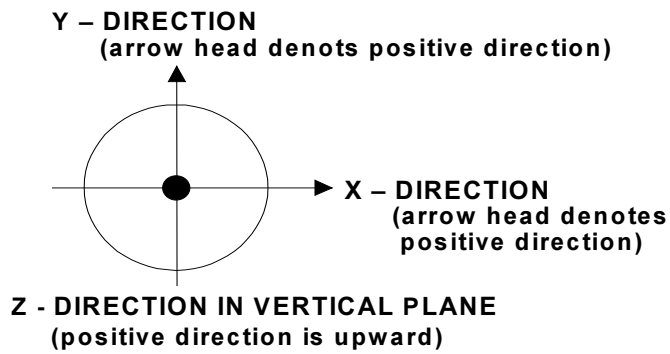 Y – DIRECTION
(arrow head denots positive direction)
X – DIRECTION
(arrow head denotes
positive direction)
Z - DIRECTION IN VERTICAL PLANE
(positive direction is upward)